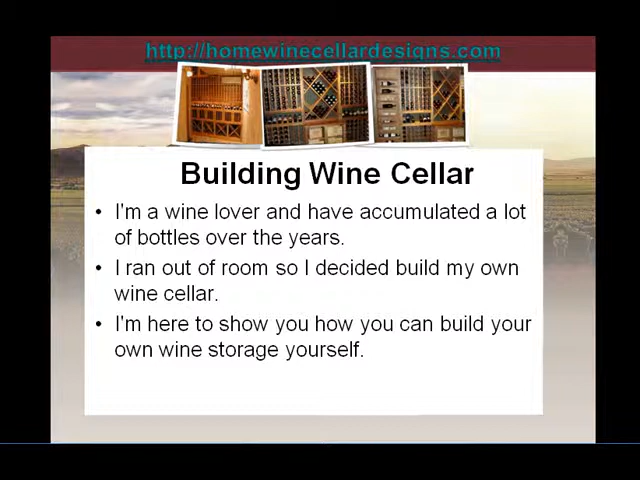 http://homewinecellardesigns.com
Building Wine Cellar
• I'm a wine lover and have accumulated a lot
of bottles over the years.
• I ran out of room so I decided build my own
wine cellar.
• I'm here to show you how you can build your
own wine storage yourself.